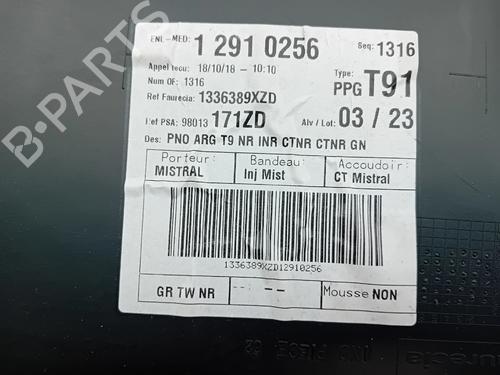 ENL-MED: 1 291 0256 Seq: 1316
Appel recu: 18/10/18 - 10:10 Type:
Num OF: 1316 PPG T91
Ref Faurecia: 1336389XZD
Ref PSA: 98013 171ZD Alv / Lot: 03 / 23
Des: PNO ARG T9 NR INR CTNR CTNR GN
Porteur: Bandeau: Accoudoir:
MISTRAL Inj Mist CT Mistral
1336389XZD12910256
GR TW NR -- - -- Mousse NON
B-PARTS